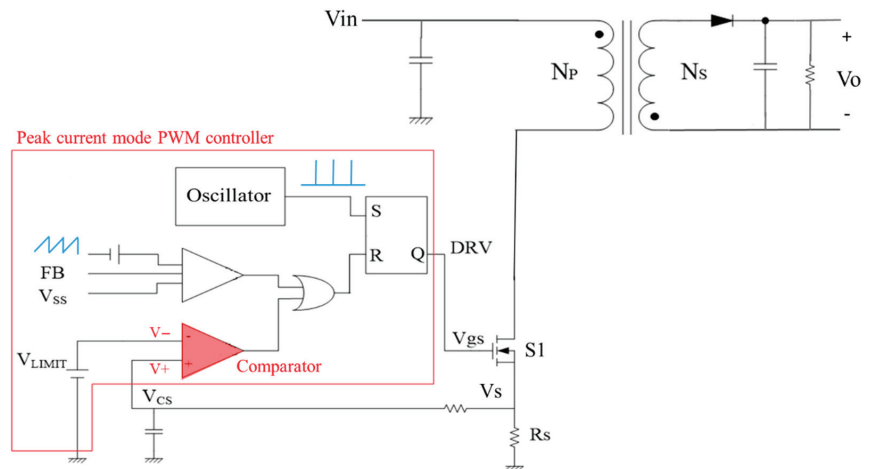 Vin
NP
NS
+
Vo
-
Peak current mode PWM controller
Oscillator
S
R
Q
DRV
FB
VSS
V−
-
VLIMIT
V+
+
Comparator
Vgs
S1
VCS
Vs
Rs